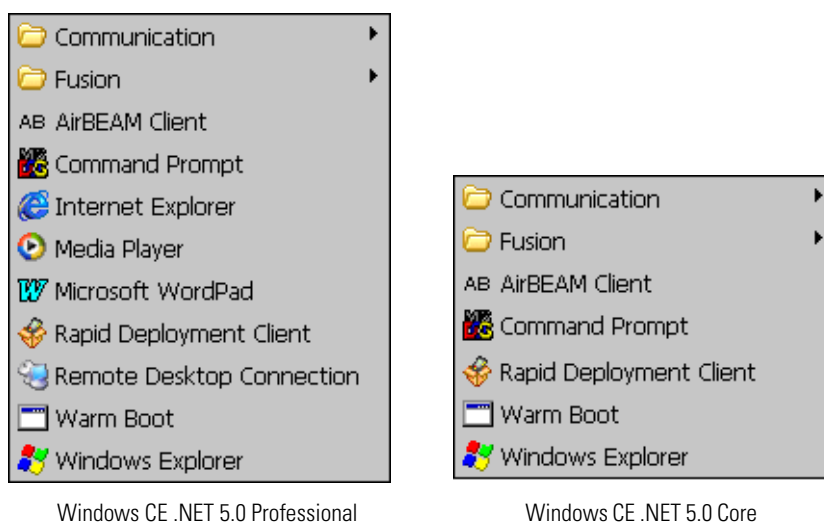 Communication
Fusion
AB AirBEAM Client
Command Prompt
Internet Explorer
Media Player
Microsoft WordPad
Rapid Deployment Client
Remote Desktop Connection
Warm Boot
Windows Explorer
Windows CE .NET 5.0 Professional
Communication
Fusion
AB AirBEAM Client
Command Prompt
Rapid Deployment Client
Warm Boot
Windows Explorer
Windows CE .NET 5.0 Core